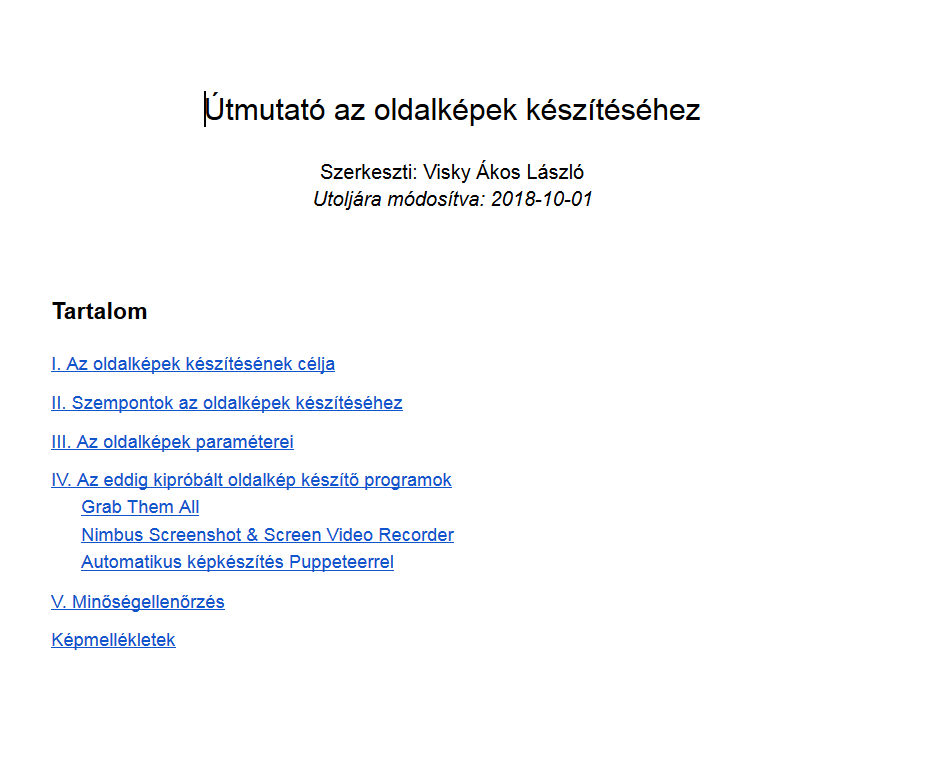 Útmutató az oldalképek készítéséhez
Szerkeszti: Visky Ákos László
Utoljára módosítva: 2018-10-01
Tartalom
I. Az oldalképek készítésének célja
II. Szempontok az oldalképek készítéséhez
III. Az oldalképek paraméterei
IV. Az eddig kipróbált oldalkép készítő programok
Grab Them All
Nimbus Screenshot & Screen Video Recorder
Automatikus képkészítés Puppeteerrel
V. Minőségellenőrzés
Képmellékletek